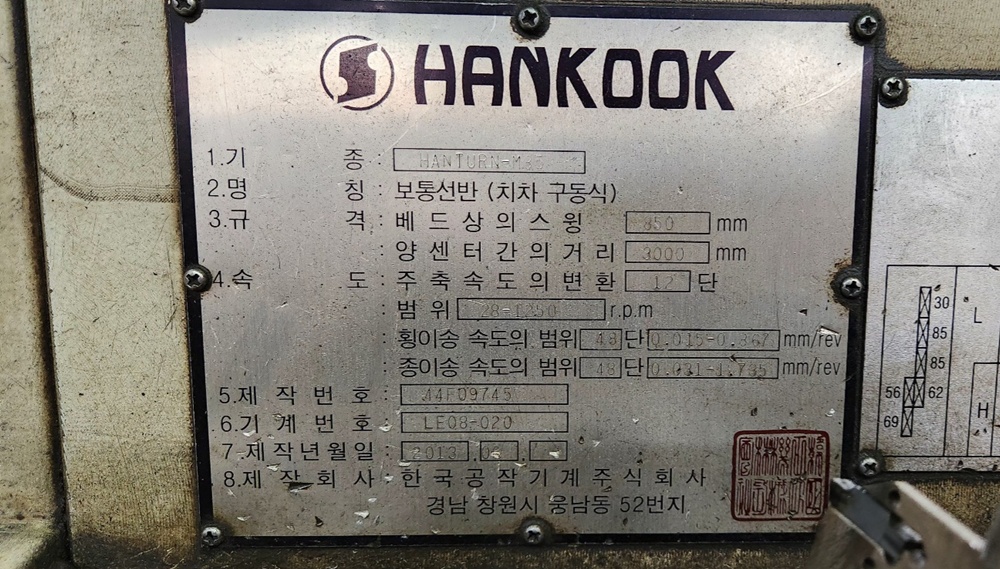 HANKOOK
1.기 종 :
2.명 칭 : 보통선반 (치차 구동식)
3.규 격 : 베드상의스윙 850 mm
: 양센터간의거리 3000 mm
4.속 도 : 주축속도의변환 12 단
: 범위 28-1250 r.p.m
: 횡이송 속도의 범위 48 단 0.015-0.867 mm/rev
: 종이송 속도의 범위 48 단 0.031-1.735 mm/rev
5.제작번호 :
6.기계번호 : LE08-020
7.제작년월일 : 2013.
8.제작회사 : 한국공작기계주식회사
경남 창원시 웅남동 52번지
30
L
85
85
56 62
H
69